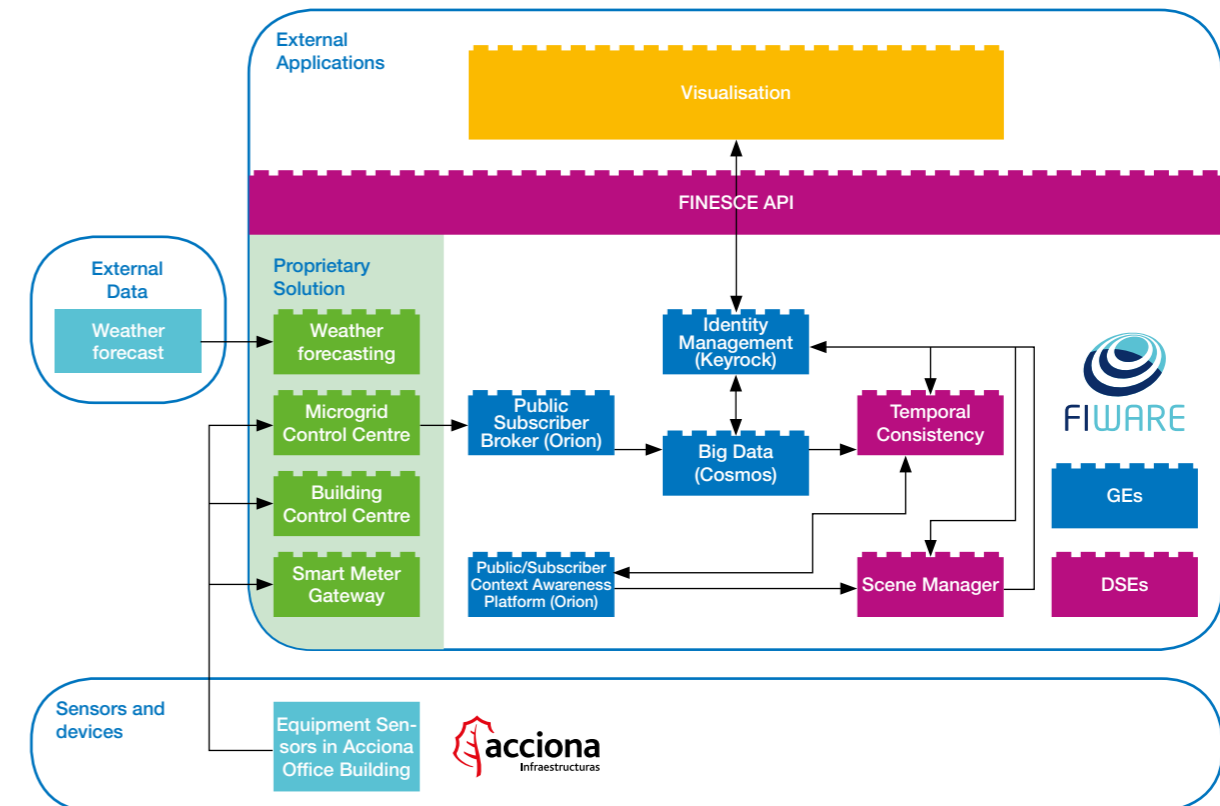 External
Applications
Visualisation
FINESCE API
External
Data
Weather
forecast
Proprietary
Solution
Weather
forecasting
Microgrid
Control Centre
Building
Control Centre
Smart Meter
Gateway
Public
Subscriber
Broker (Orion)
Identity
Management
(Keyrock)
Big Data
(Cosmos)
Temporal
Consistency
Public/Subscriber
Context Awareness
Platform (Orion)
Scene Manager
FIWARE
GEs
DSEs
Sensors and
devices
Equipment Sen-
sors in Acciona
Office Building
acciona
Infraestructuras